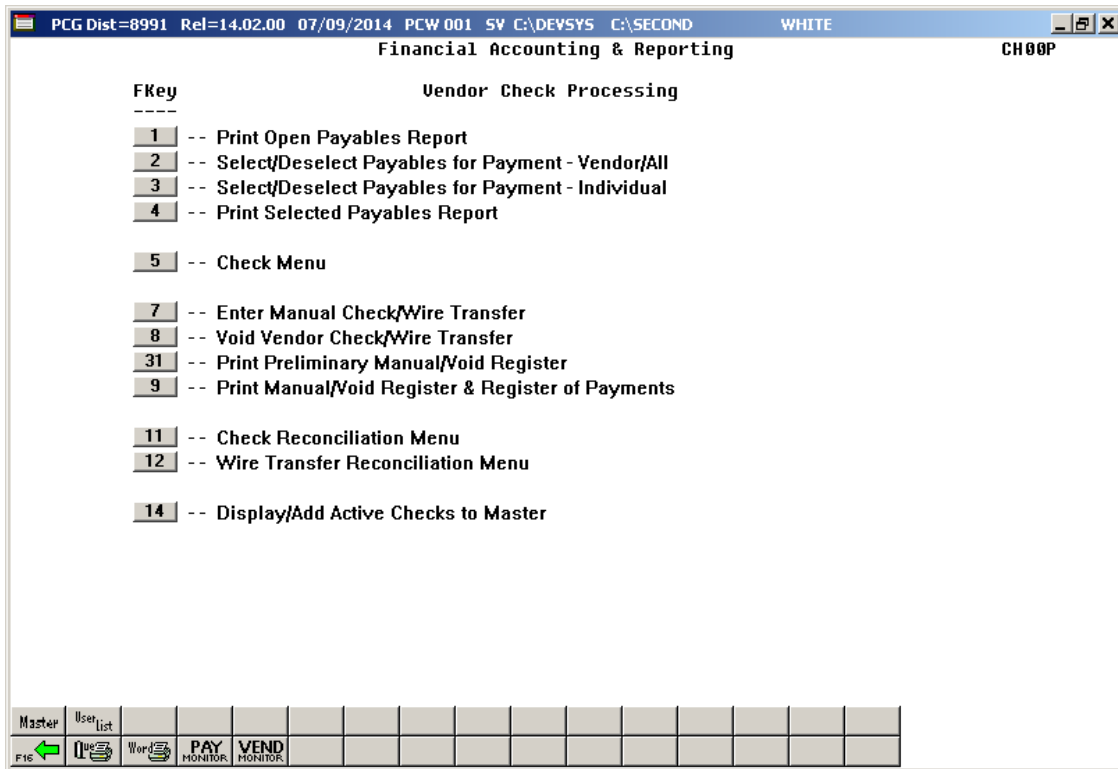 PCG Dist=8991 Rel=14.02.00 07/09/2014 PCW 001 SV C:\DEVSYS C:\SECOND WHITE
Financial Accounting & Reporting CH00P
FKey Vendor Check Processing
----
1 -- Print Open Payables Report
2 -- Select/Deselect Payables for Payment - Vendor/All
3 -- Select/Deselect Payables for Payment - Individual
4 -- Print Selected Payables Report
5 -- Check Menu
7 -- Enter Manual Check/Wire Transfer
8 -- Void Vendor Check/Wire Transfer
31 -- Print Preliminary Manual/Void Register
9 -- Print Manual/Void Register & Register of Payments
11 -- Check Reconciliation Menu
12 -- Wire Transfer Reconciliation Menu
14 -- Display/Add Active Checks to Master
Master User List
F16 Que Word PAY MONITOR VEND MONITOR